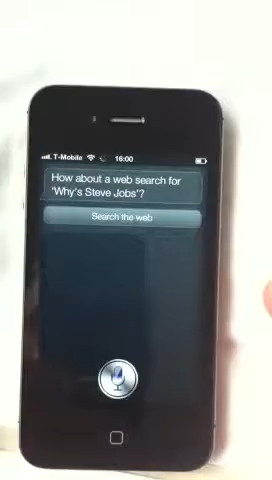 T-Mobile 16:00
How about a web search for
'Why's Steve Jobs'?
Search the web